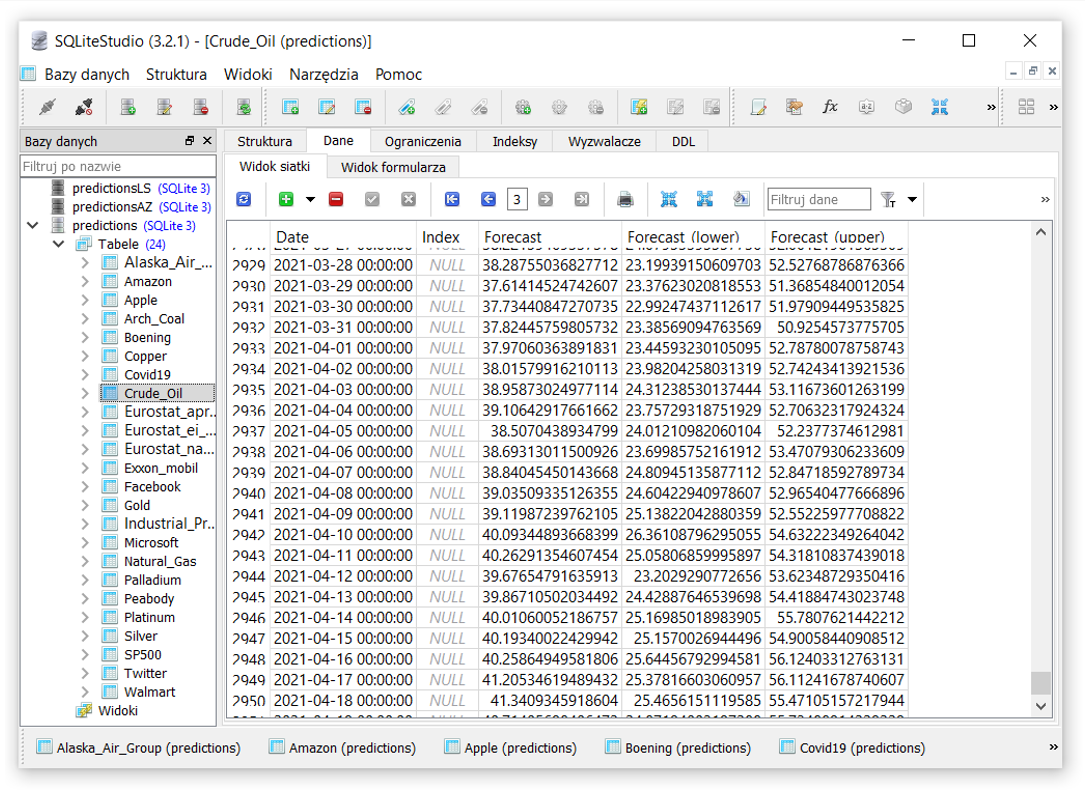 SQLiteStudio (3.2.1) - [Crude_Oil (predictions)]
Bazy danych Struktura Widoki Narzędzia Pomoc
Bazy danych
Filtruj po nazwie
predictionsLS (SQLite 3)
predictionsAZ (SQLite 3)
predictions (SQLite 3)
Tabele (24)
Alaska_Air_...
Amazon
Apple
Arch_Coal
Boening
Copper
Covid19
Crude_Oil
Eurostat_apr...
Eurostat_ei_...
Eurostat_na...
Exxon_mobil
Facebook
Gold
Industrial_Pr...
Microsoft
Natural_Gas
Palladium
Peabody
Platinum
Silver
SP500
Twitter
Walmart
Widoki
Struktura Dane Ograniczenia Indeksy Wyzwalacze DDL
Widok siatki Widok formularza
3 Filtruj dane
Date Index Forecast Forecast (lower) Forecast (upper)
2929 2021-03-28 00:00:00 NULL 38.28755036827712 23.19939150609703 52.52768786876366
2930 2021-03-29 00:00:00 NULL 37.61414524742607 23.37623020818553 51.36854840012054
2931 2021-03-30 00:00:00 NULL 37.73440847270735 22.99247437112617 51.97909449535825
2932 2021-03-31 00:00:00 NULL 37.82445759805732 23.38569094763569 50.9254573775705
2933 2021-04-01 00:00:00 NULL 37.97060363891831 23.44593230105095 52.78780078758743
2934 2021-04-02 00:00:00 NULL 38.01579916210113 23.98204258031319 52.74243413921536
2935 2021-04-03 00:00:00 NULL 38.95873024977114 24.31238530137444 53.11673601263199
2936 2021-04-04 00:00:00 NULL 39.10642917661662 23.75729318751929 52.70632317924324
2937 2021-04-05 00:00:00 NULL 38.5070438934799 24.01210982060104 52.2377374612981
2938 2021-04-06 00:00:00 NULL 38.69313011500926 23.69985752161912 53.47079306233609
2939 2021-04-07 00:00:00 NULL 38.84045450143668 24.80945135877112 52.84718592789734
2940 2021-04-08 00:00:00 NULL 39.03509335126355 24.60422940978607 52.96540477666896
2941 2021-04-09 00:00:00 NULL 39.11987239762105 25.13822042880359 52.55225977708822
2942 2021-04-10 00:00:00 NULL 40.09344893668399 26.36108796295055 54.63222349264042
2943 2021-04-11 00:00:00 NULL 40.26291354607454 25.05806859995897 54.31810837439018
2944 2021-04-12 00:00:00 NULL 39.67654791635913 23.2029290772656 53.62348729350416
2945 2021-04-13 00:00:00 NULL 39.86710502034492 24.42887646539698 54.41884743023748
2946 2021-04-14 00:00:00 NULL 40.01060052186757 25.16985018983905 55.7807621442212
2947 2021-04-15 00:00:00 NULL 40.19340022429942 25.1570026944496 54.90058440908512
2948 2021-04-16 00:00:00 NULL 40.25864949581806 25.64456792994581 56.12403312763131
2949 2021-04-17 00:00:00 NULL 41.20534619489432 25.37816603060957 56.11241678740607
2950 2021-04-18 00:00:00 NULL 41.3409345918604 25.4656151119585 55.47105157217944
Alaska_Air_Group (predictions) Amazon (predictions) Apple (predictions) Boening (predictions) Covid19 (predictions)